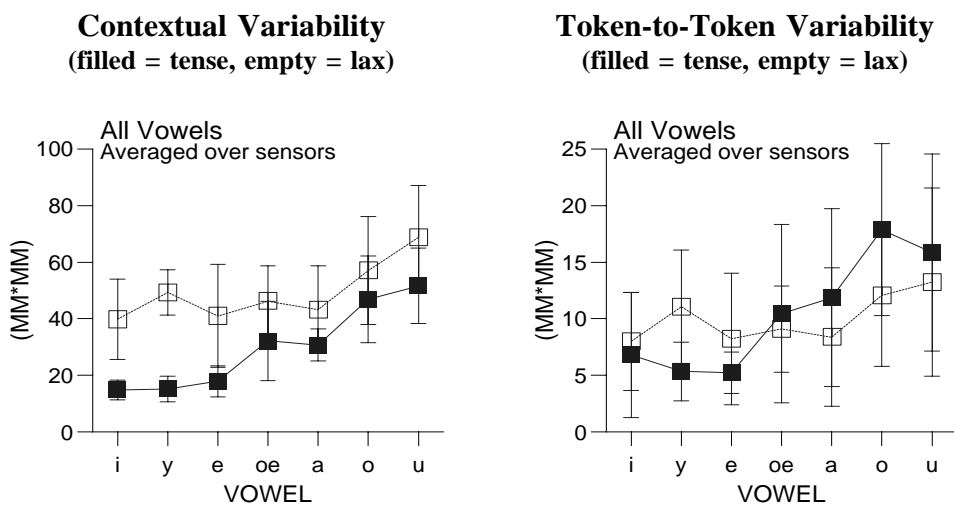 Contextual Variability
(filled = tense, empty = lax)
All Vowels
Averaged over sensors
100
80
60
40
20
0
(MM*MM)
i y e oe a o u
VOWEL
Token-to-Token Variability
(filled = tense, empty = lax)
All Vowels
Averaged over sensors
25
20
15
10
5
0
(MM*MM)
i y e oe a o u
VOWEL